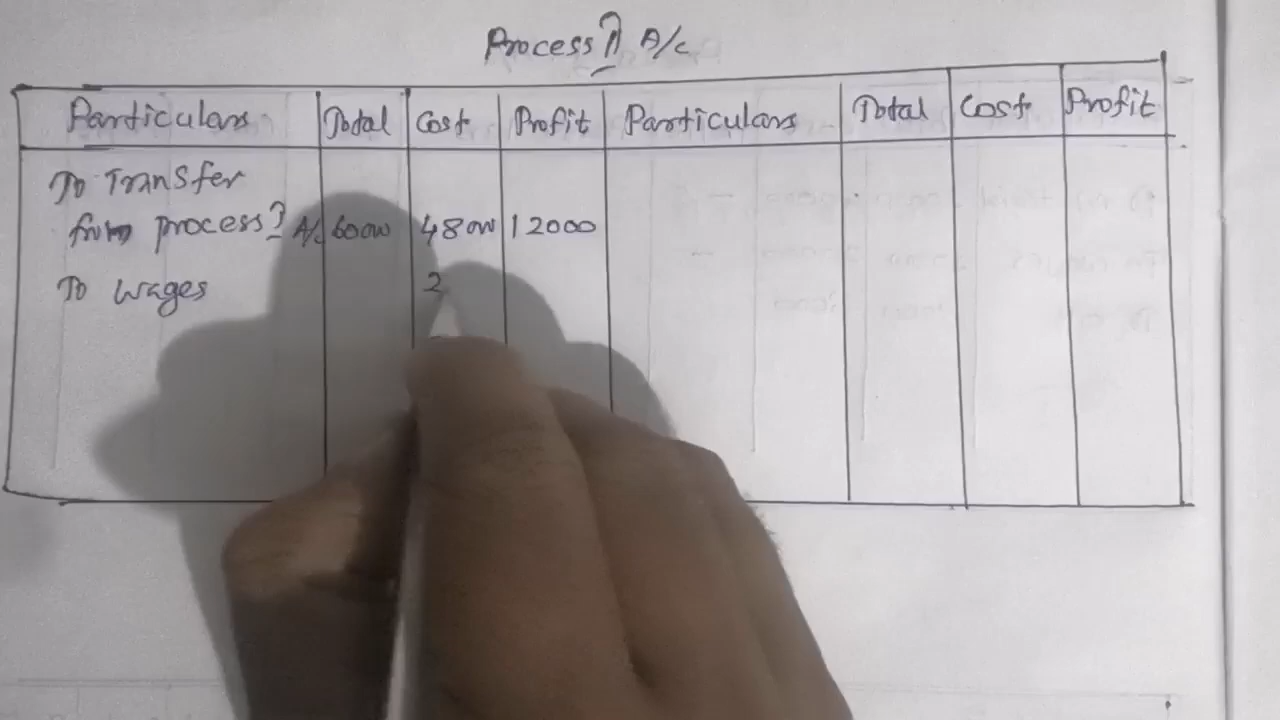 Process II A/c
Particulars Total Cost Profit Particulars Total Cost Profit
To Transfer
from process I A/c 60000 48000 12000
To wages 2